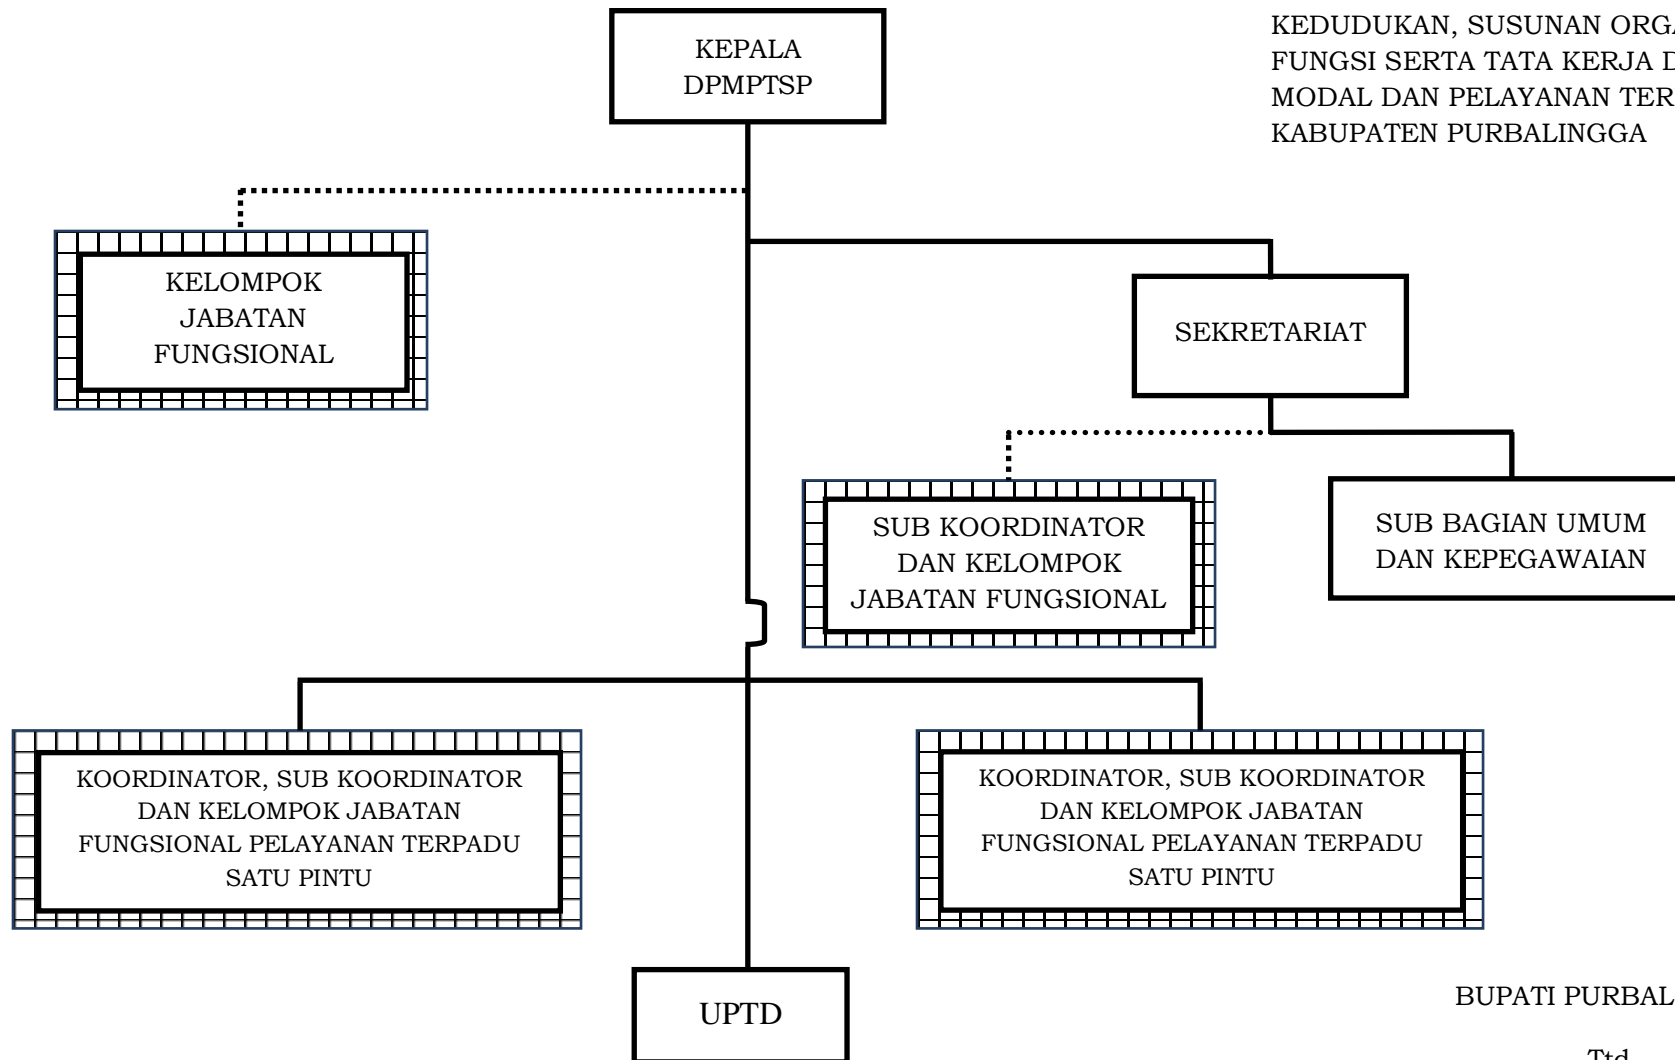 KEPALA
DPMPTSP
KEDUDUKAN, SUSUNAN ORGA
FUNGSI SERTA TATA KERJA D
MODAL DAN PELAYANAN TER
KABUPATEN PURBALINGGA
KELOMPOK
JABATAN
FUNGSIONAL
SEKRETARIAT
SUB KOORDINATOR
DAN KELOMPOK
JABATAN FUNGSIONAL
SUB BAGIAN UMUM
DAN KEPEGAWAIAN
KOORDINATOR, SUB KOORDINATOR
DAN KELOMPOK JABATAN
FUNGSIONAL PELAYANAN TERPADU
SATU PINTU
KOORDINATOR, SUB KOORDINATOR
DAN KELOMPOK JABATAN
FUNGSIONAL PELAYANAN TERPADU
SATU PINTU
UPTD
BUPATI PURBAL
Ttd